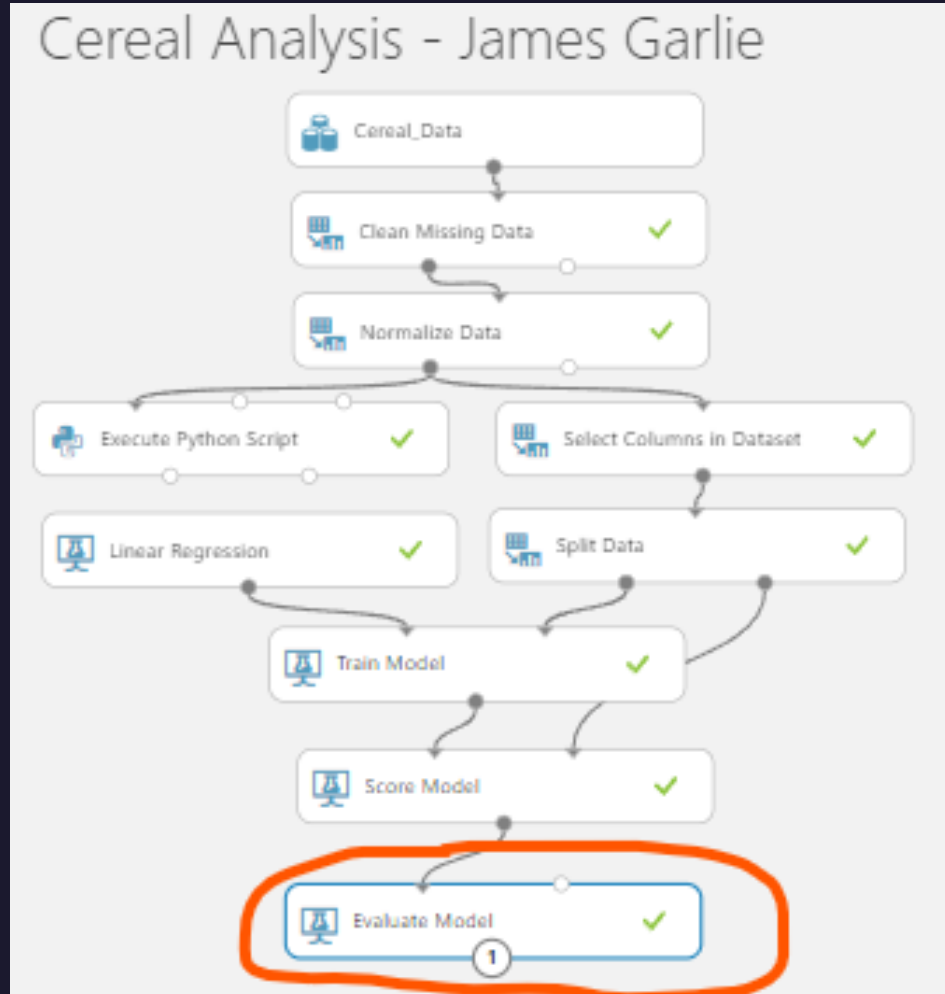 Cereal Analysis - James Garlie
Cereal_Data
Clean Missing Data
Normalize Data
Execute Python Script
Select Columns in Dataset
Linear Regression
Split Data
Train Model
Score Model
Evaluate Model
1